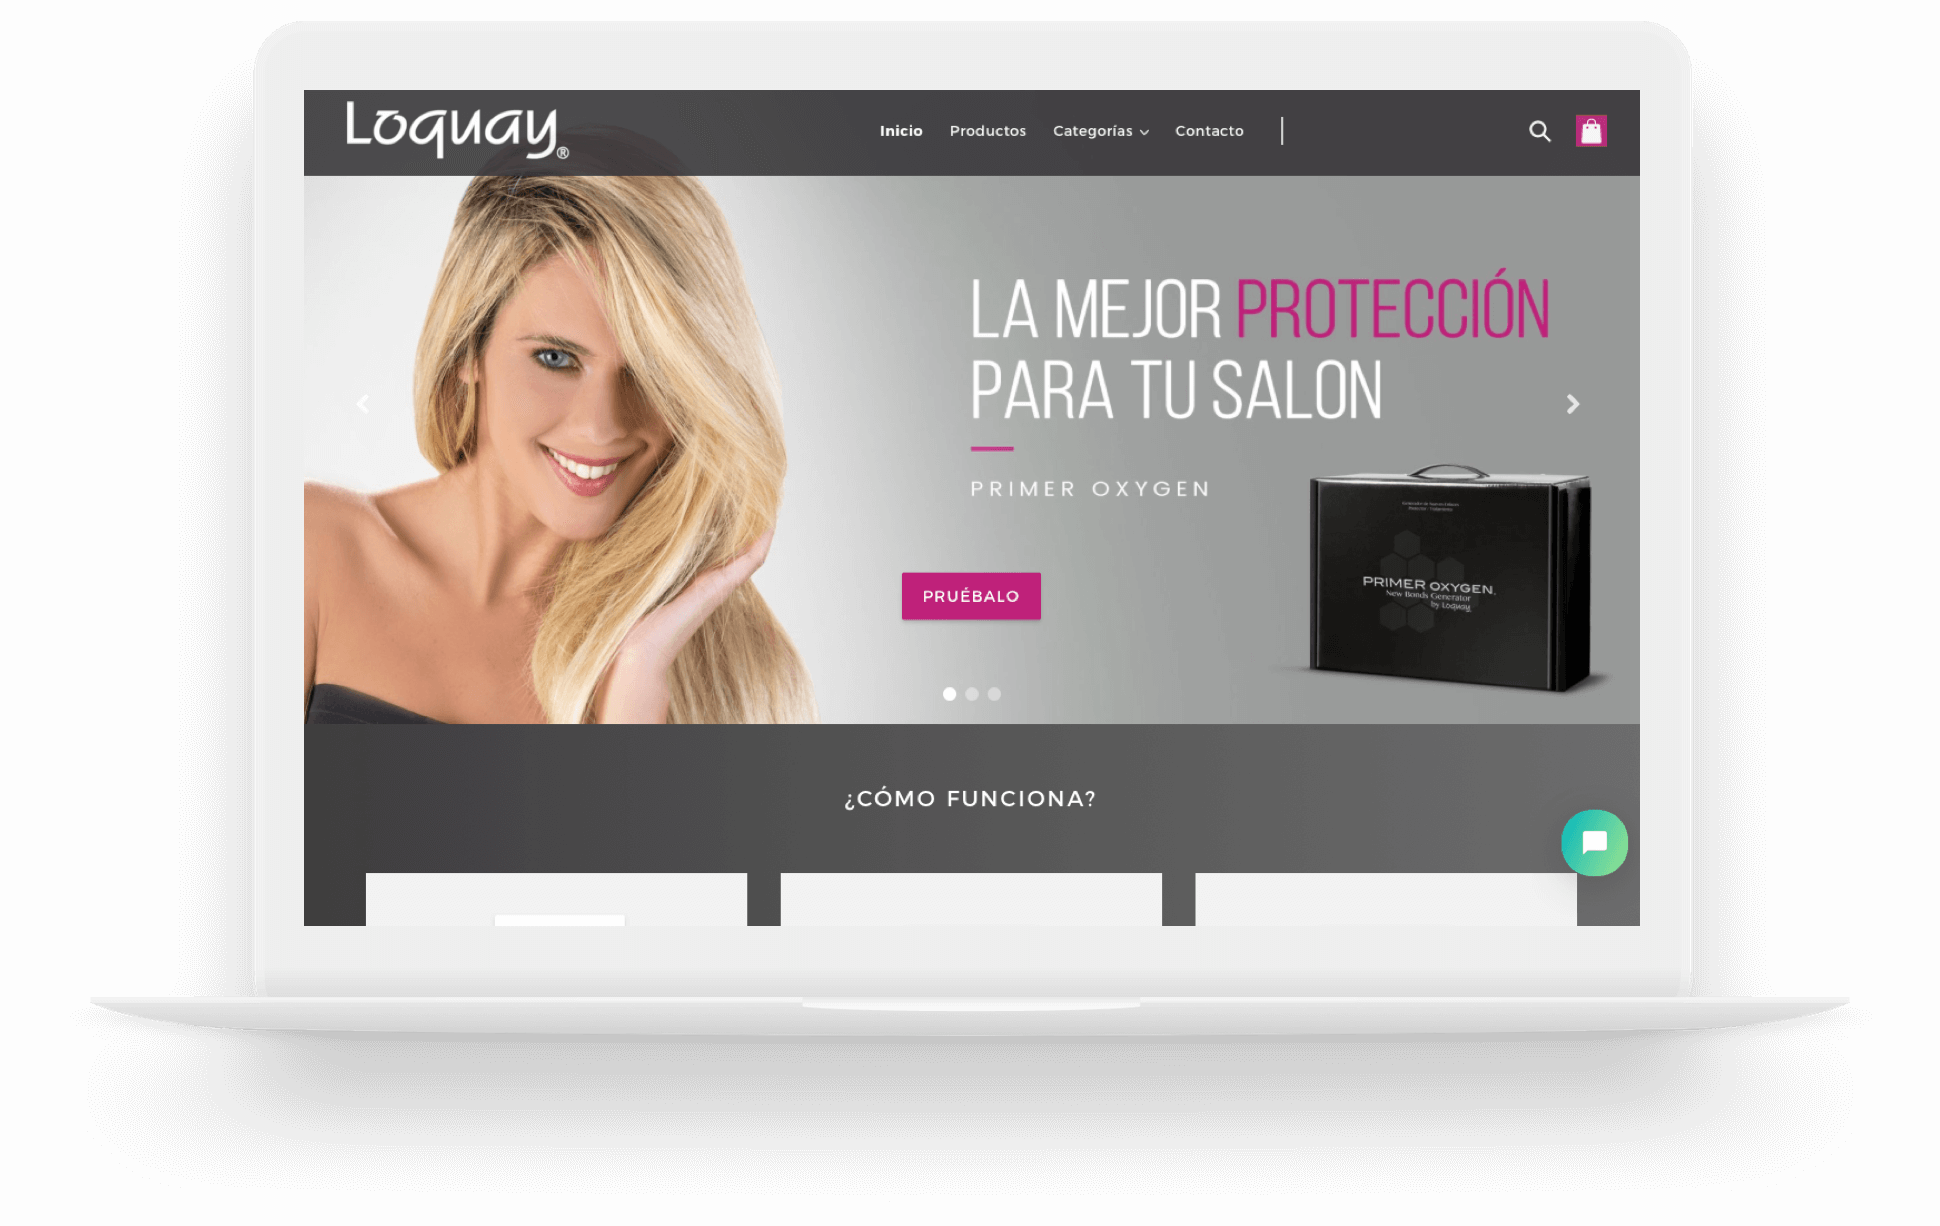 Loquay®
Inicio Productos Categorías Contacto
LA MEJOR PROTECCIÓN
PARA TU SALON
PRIMER OXYGEN
PRUÉBALO
PRIMER OXYGEN
New Bonds Generator
by Loquay
¿CÓMO FUNCIONA?